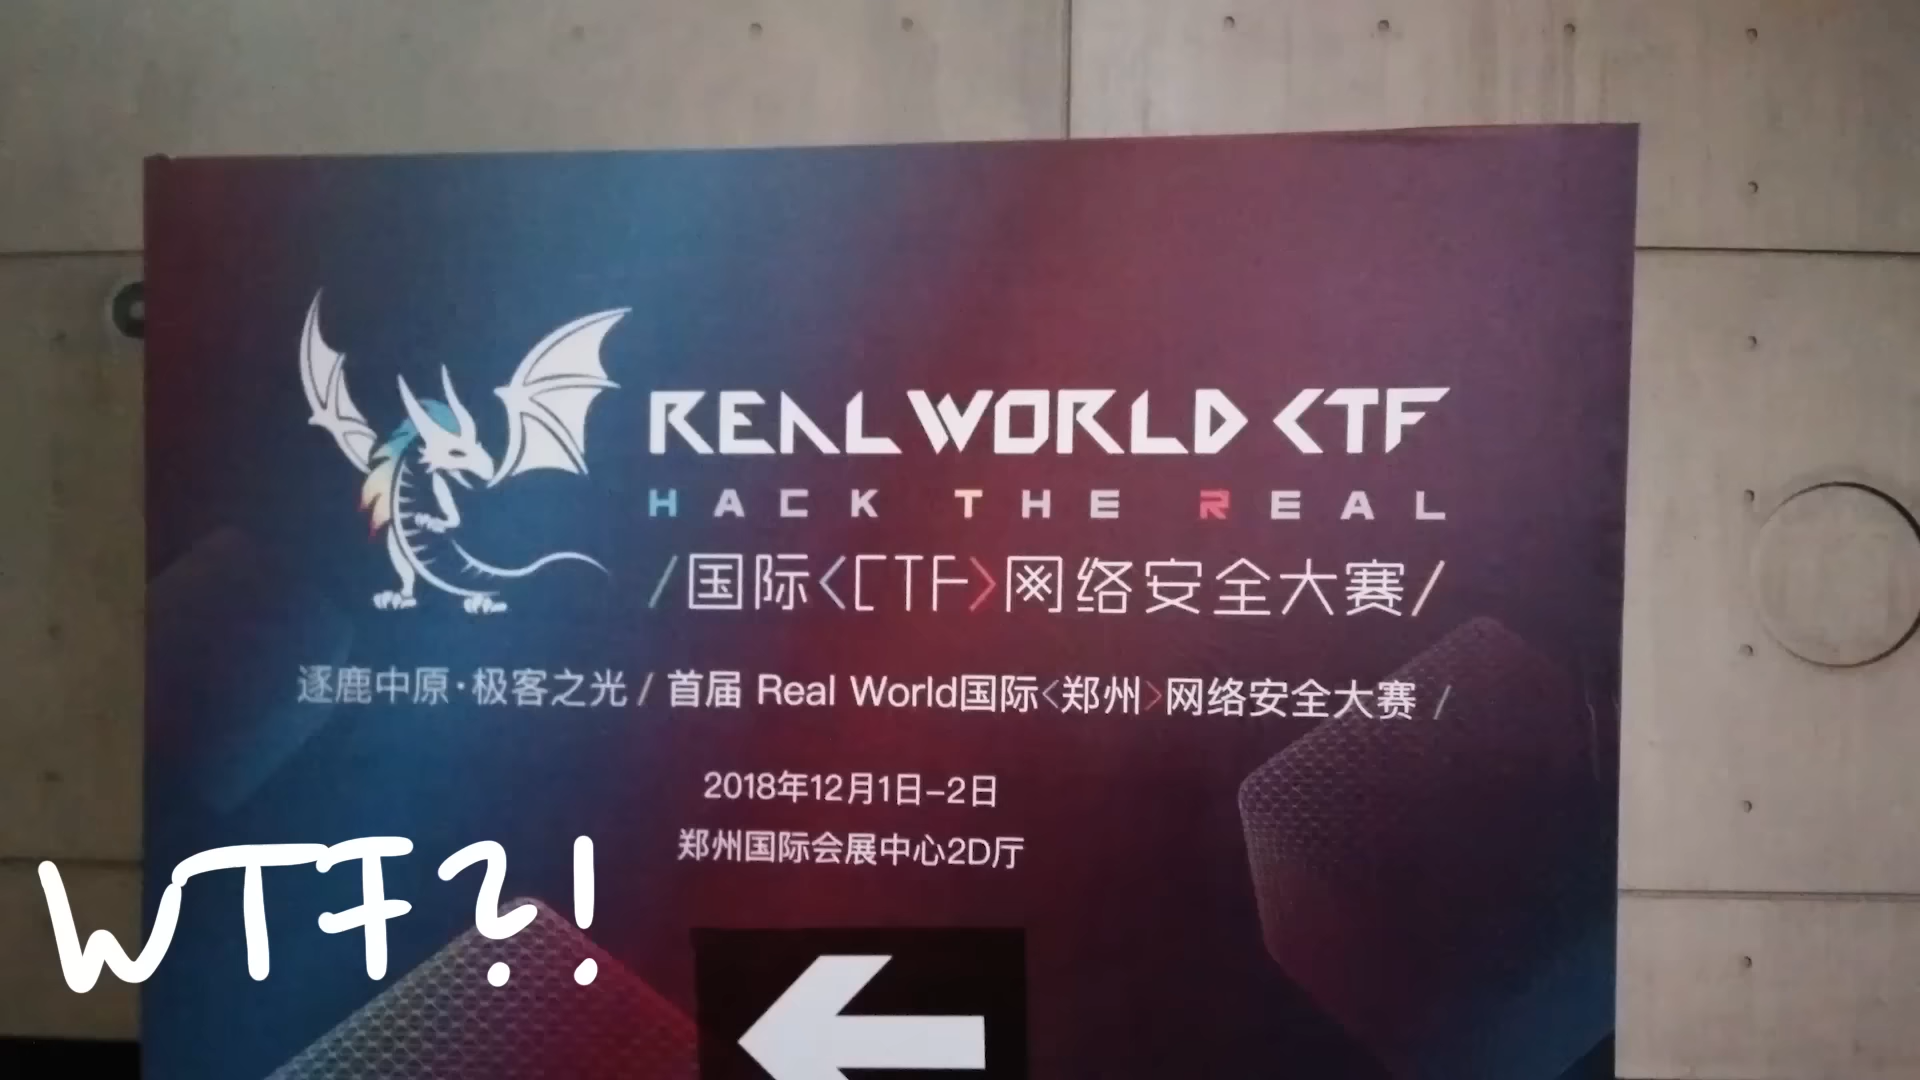 REAL WORLD CTF
HACK THE REAL
/国际<CTF>网络安全大赛/
逐鹿中原·极客之光 / 首届 Real World国际<郑州>网络安全大赛 /
2018年12月1日-2日
郑州国际会展中心2D厅
WTF?!